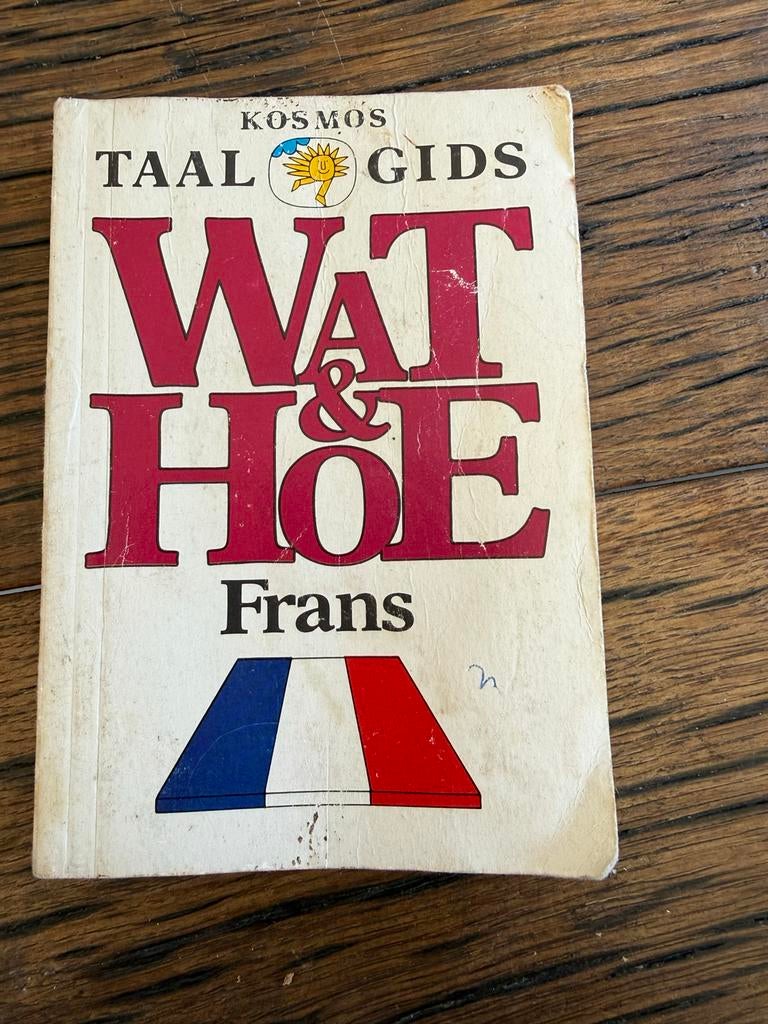 KOSMOS
TAAL GIDS
WAT
&
HOE
Frans